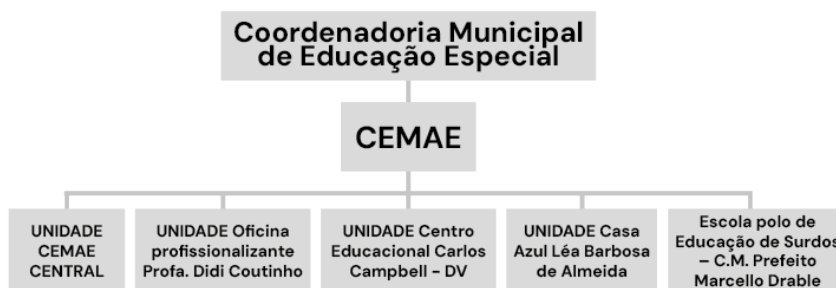 Coordenadoria Municipal
de Educação Especial
CEMAE
UNIDADE
CEMAE
CENTRAL
UNIDADE Oficina
profissionalizante
Profa. Didi Coutinho
UNIDADE Centro
Educacional Carlos
Campbell - DV
UNIDADE Casa
Azul Léa Barbosa
de Almeida
Escola polo de
Educação de Surdos
– C.M. Prefeito
Marcello Drable